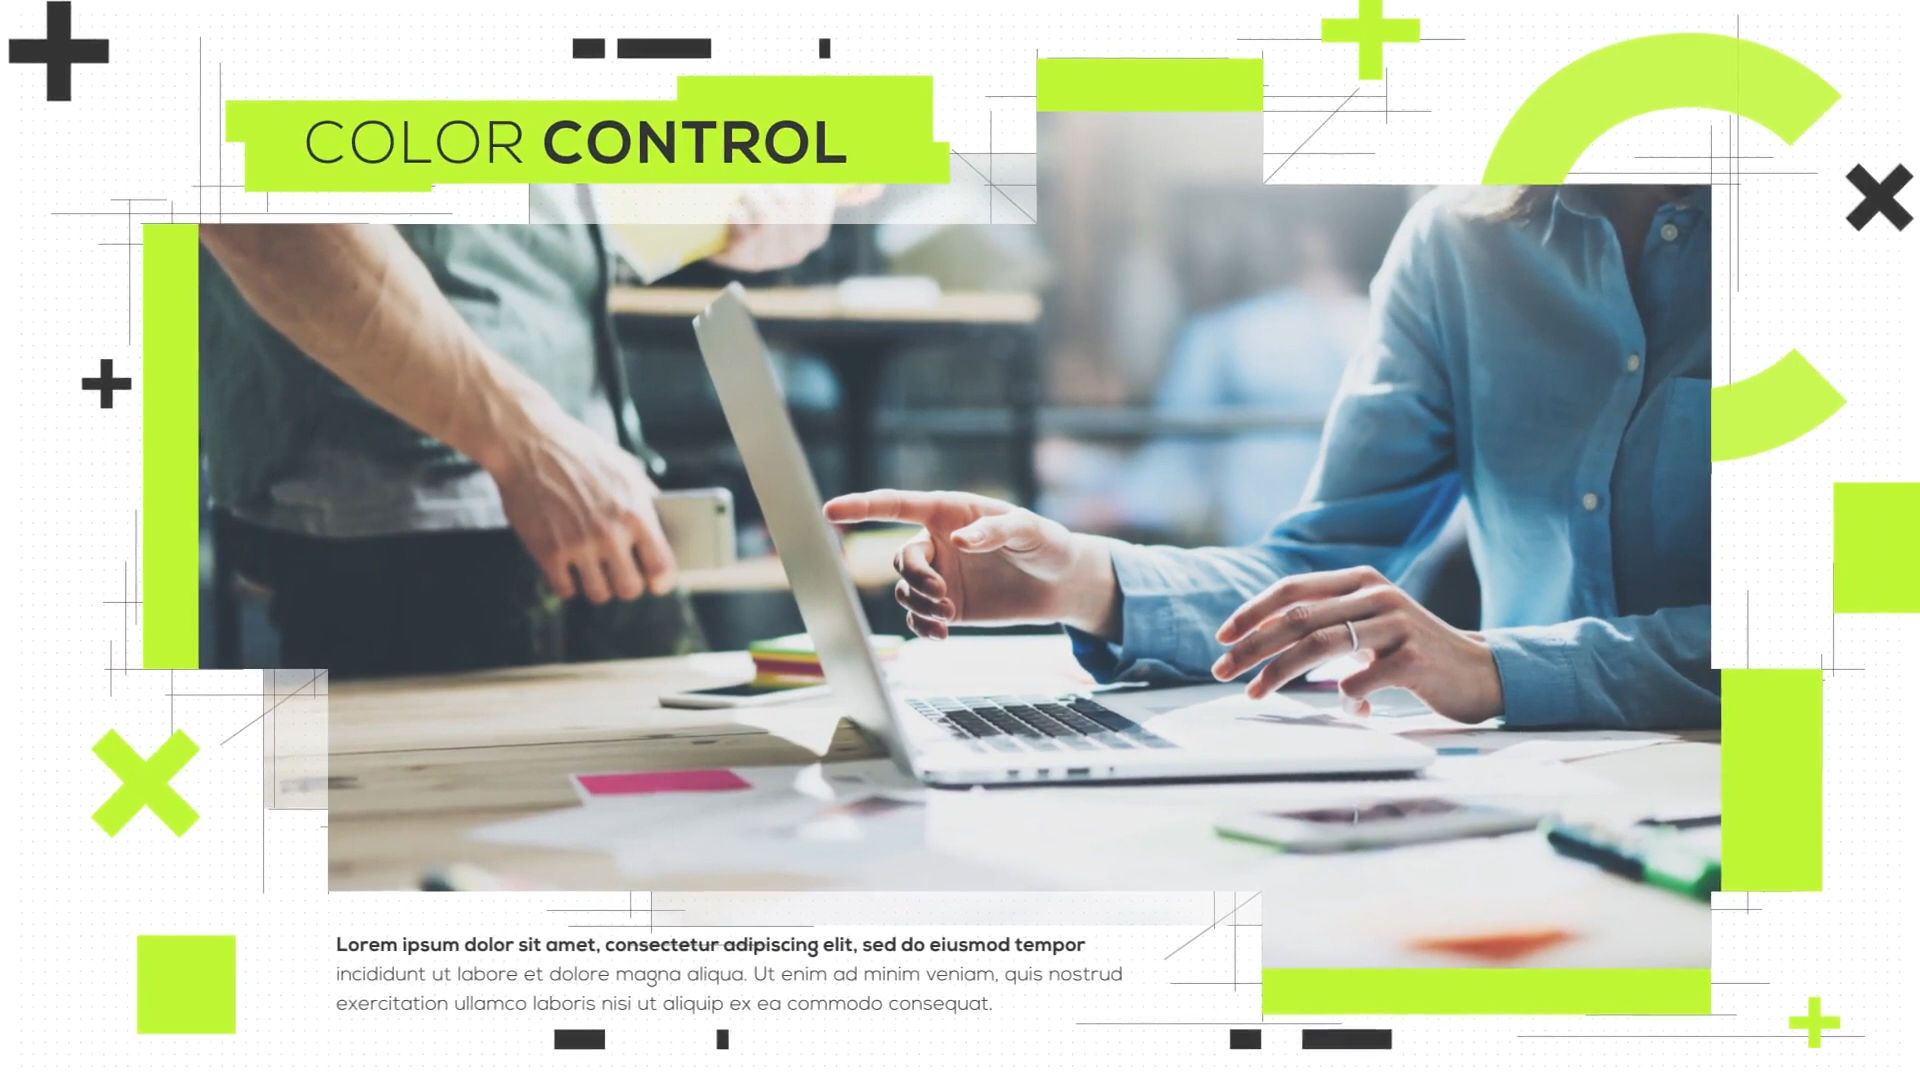 COLOR CONTROL
Lorem ipsum dolor sit amet, consectetur adipiscing elit, sed do eiusmod tempor
incididunt ut labore et dolore magna aliqua. Ut enim ad minim veniam, quis nostrud
exercitation ullamco laboris nisi ut aliquip ex ea commodo consequat.